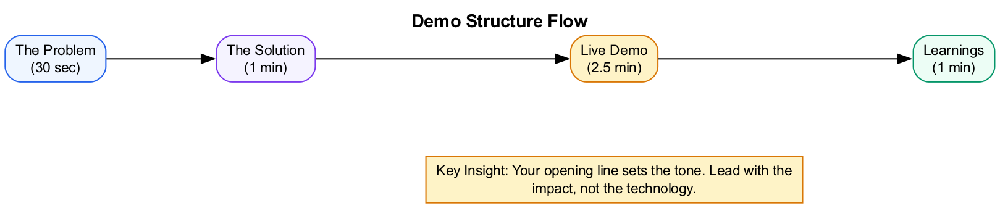 Demo Structure Flow
The Problem
(30 sec)
The Solution
(1 min)
Live Demo
(2.5 min)
Learnings
(1 min)
Key Insight: Your opening line sets the tone. Lead with the
impact, not the technology.